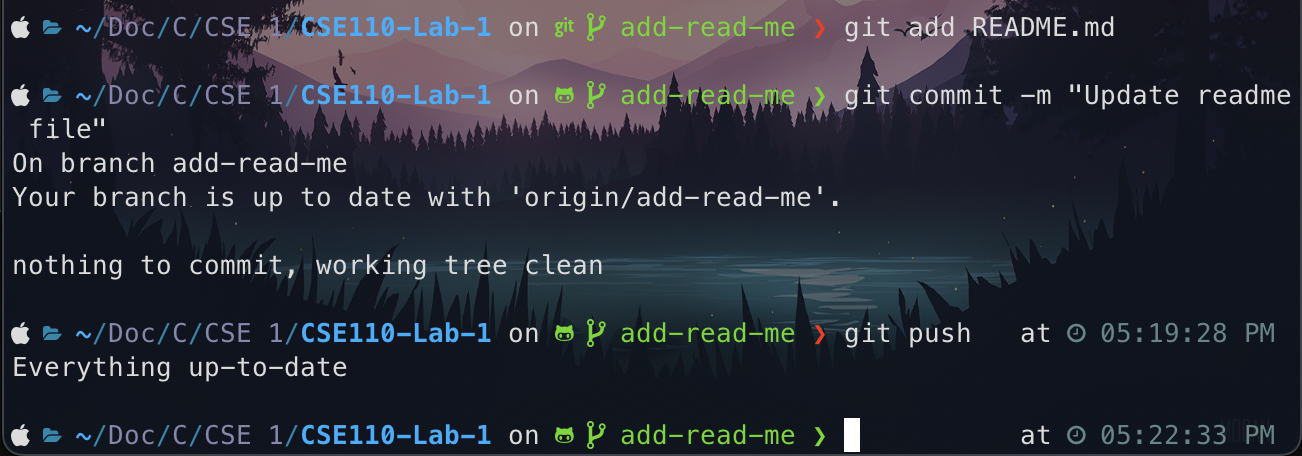 ~/Doc/C/CSE 1/CSE110-Lab-1 on git add-read-me ❯ git add README.md
~/Doc/C/CSE 1/CSE110-Lab-1 on add-read-me ❯ git commit -m "Update readme
file"
On branch add-read-me
Your branch is up to date with 'origin/add-read-me'.
nothing to commit, working tree clean
~/Doc/C/CSE 1/CSE110-Lab-1 on add-read-me ❯ git push at 05:19:28 PM
Everything up-to-date
~/Doc/C/CSE 1/CSE110-Lab-1 on add-read-me ❯ at 05:22:33 PM